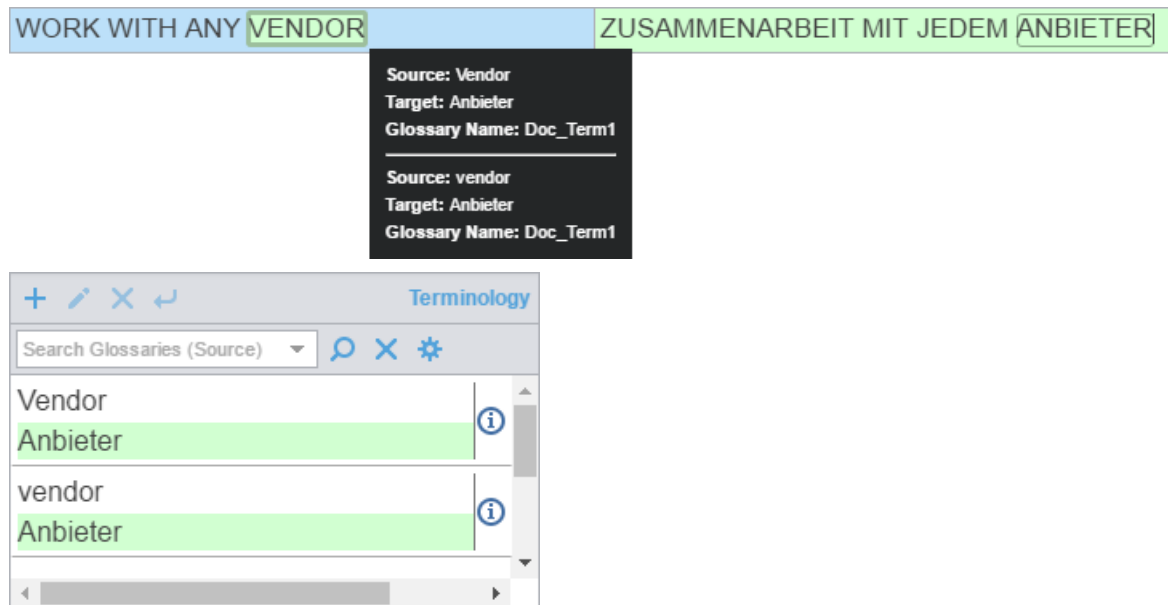 WORK WITH ANY VENDOR
ZUSAMMENARBEIT MIT JEDEM ANBIETER
Source: Vendor
Target: Anbieter
Glossary Name: Doc_Term1
Source: vendor
Target: Anbieter
Glossary Name: Doc_Term1
Terminology
Search Glossaries (Source)
Vendor
Anbieter
vendor
Anbieter